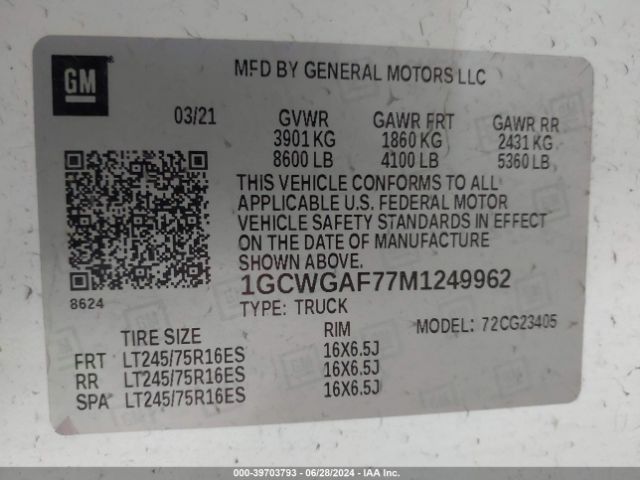 GM
MFD BY GENERAL MOTORS LLC
03/21 GVWR GAWR FRT GAWR RR
3901 KG 1860 KG 2431 KG
8600 LB 4100 LB 5360 LB
THIS VEHICLE CONFORMS TO ALL
APPLICABLE U.S. FEDERAL MOTOR
VEHICLE SAFETY STANDARDS IN EFFECT
ON THE DATE OF MANUFACTURE
SHOWN ABOVE.
8624
1GCWGAF77M1249962
TYPE: TRUCK
MODEL: 72CG23405
TIRE SIZE RIM
FRT LT245/75R16ES 16X6.5J
RR LT245/75R16ES 16X6.5J
SPA LT245/75R16ES 16X6.5J
000-39703793 - 06/28/2024 - IAA Inc.